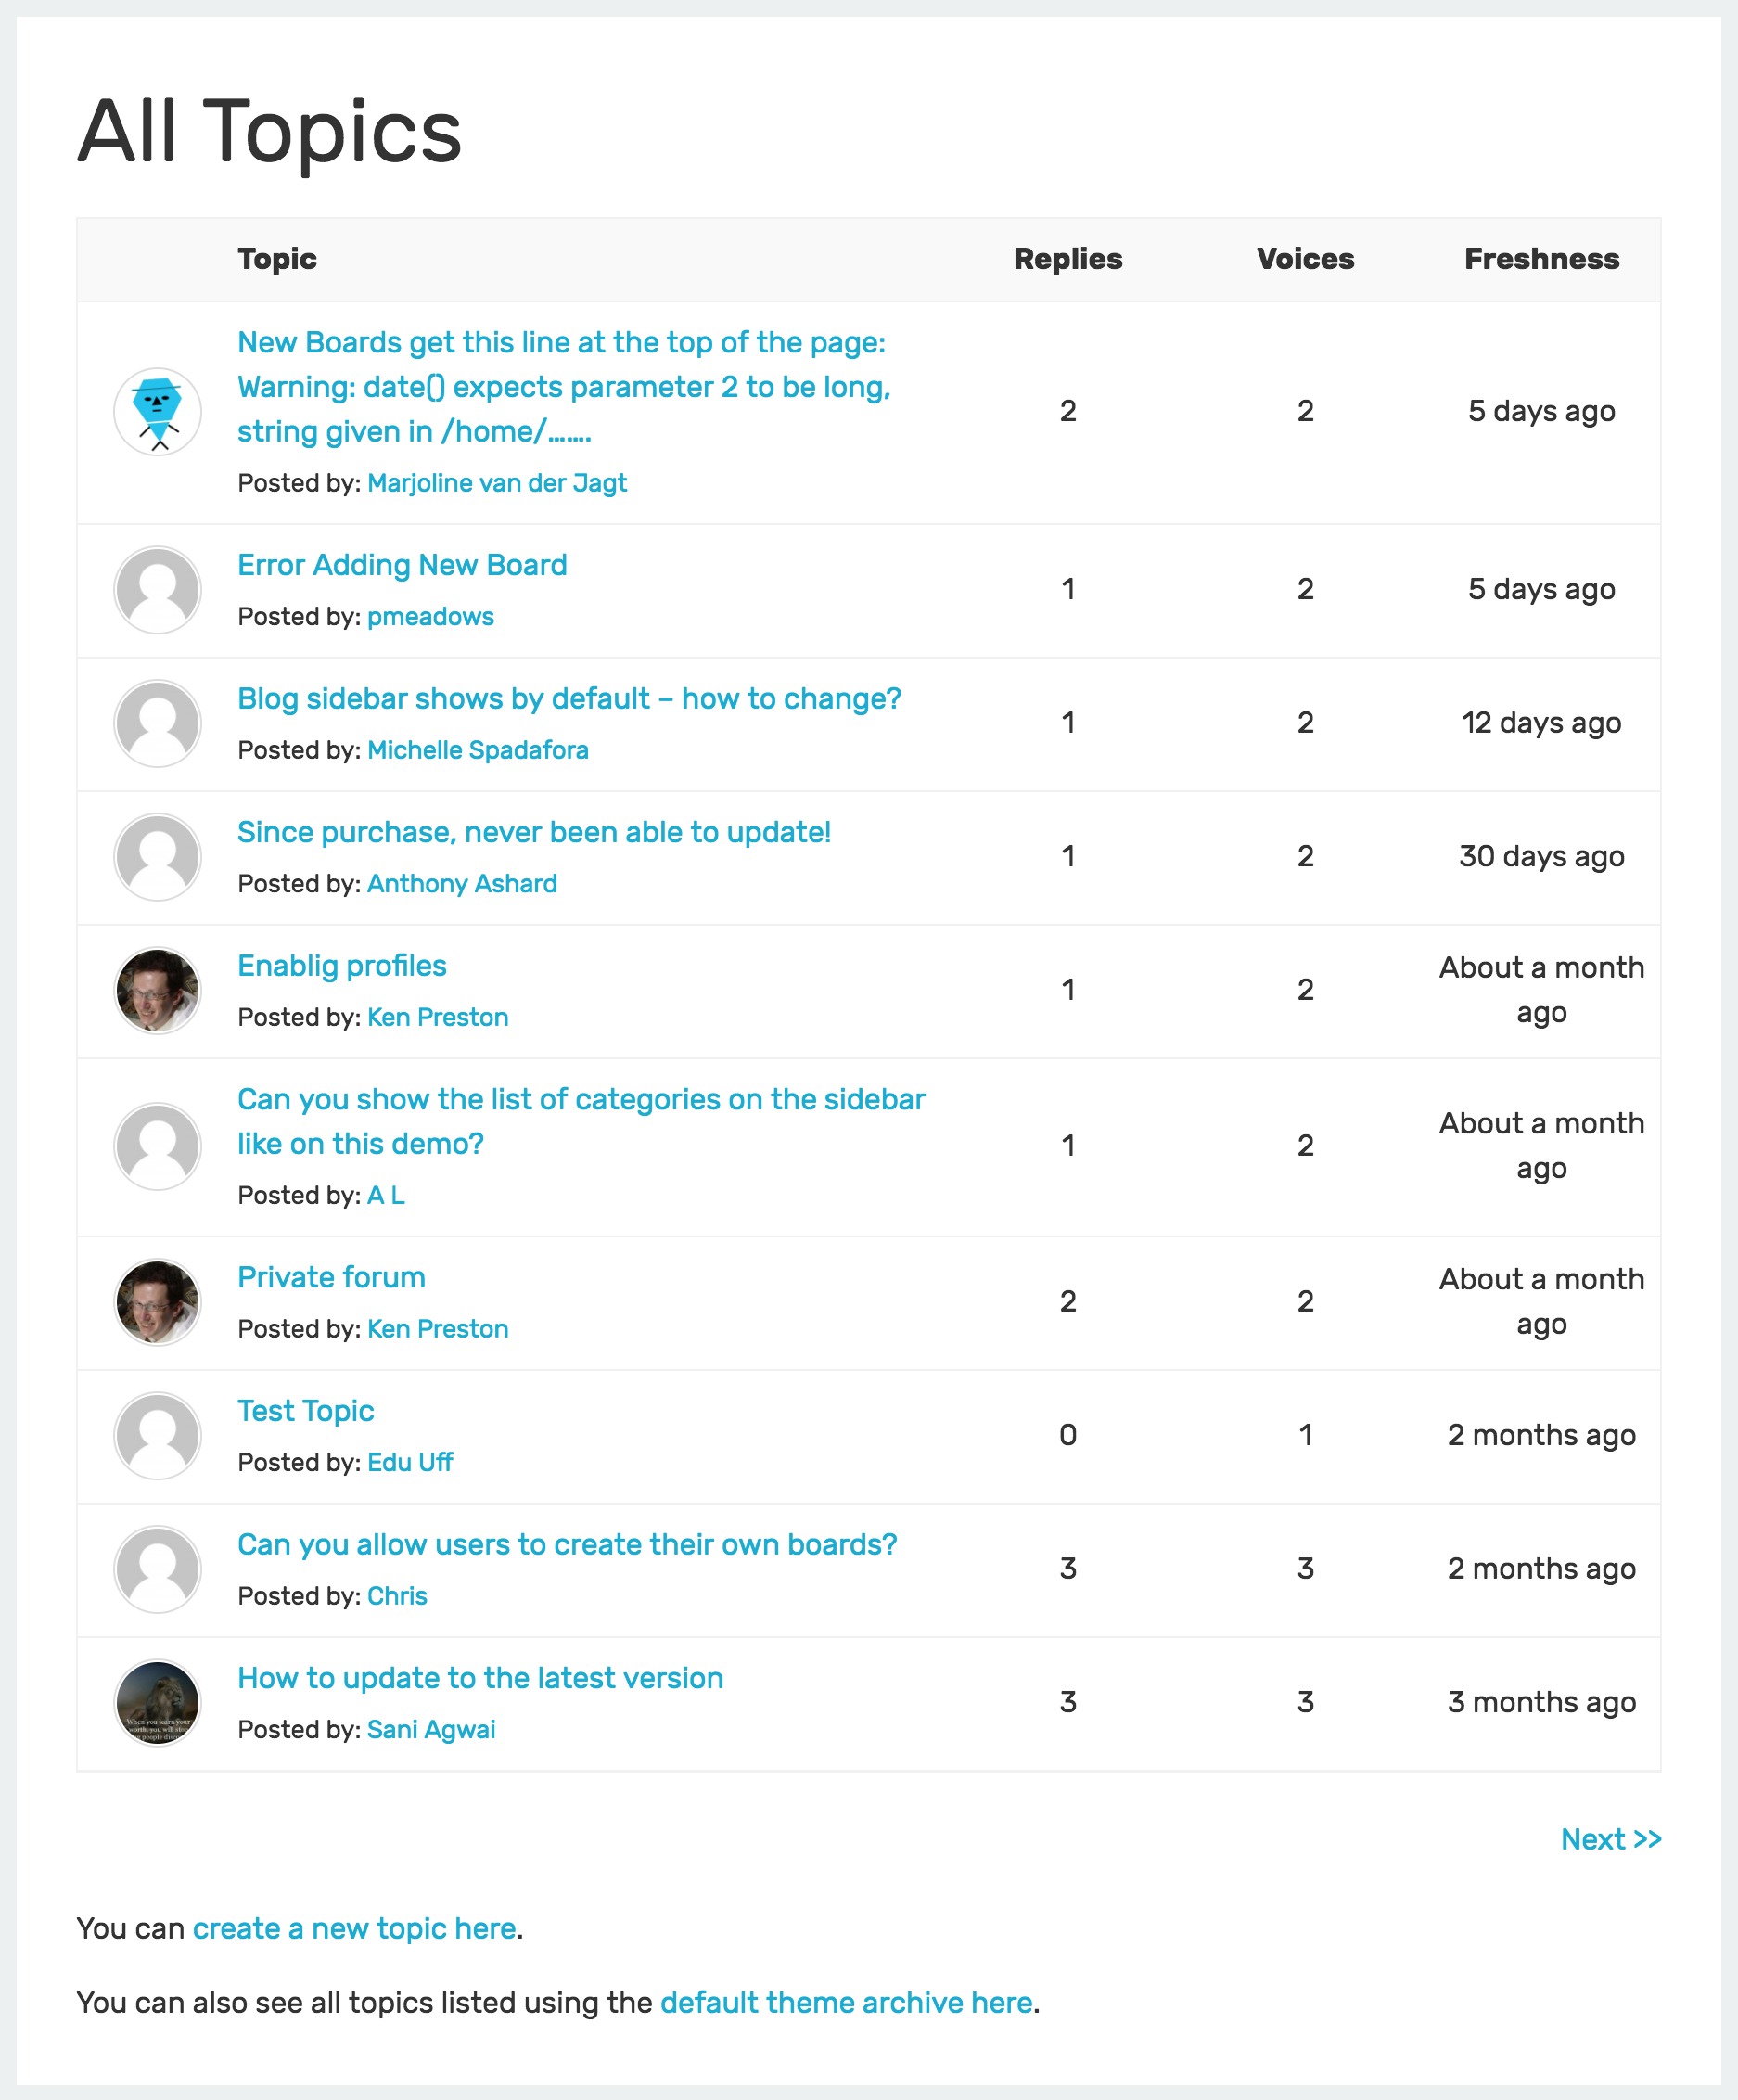 All Topics
Topic Replies Voices Freshness
New Boards get this line at the top of the page:
Warning: date() expects parameter 2 to be long,
string given in /home/…….
Posted by: Marjoline van der Jagt
2 2 5 days ago
Error Adding New Board
Posted by: pmeadows
1 2 5 days ago
Blog sidebar shows by default – how to change?
Posted by: Michelle Spadafora
1 2 12 days ago
Since purchase, never been able to update!
Posted by: Anthony Ashard
1 2 30 days ago
Enablig profiles
Posted by: Ken Preston
1 2 About a month
ago
Can you show the list of categories on the sidebar
like on this demo?
Posted by: A L
1 2 About a month
ago
Private forum
Posted by: Ken Preston
2 2 About a month
ago
Test Topic
Posted by: Edu Uff
0 1 2 months ago
Can you allow users to create their own boards?
Posted by: Chris
3 3 2 months ago
When you learn your
worth, you will
people
How to update to the latest version
Posted by: Sani Agwai
3 3 3 months ago
Next >>
You can create a new topic here.
You can also see all topics listed using the default theme archive here.